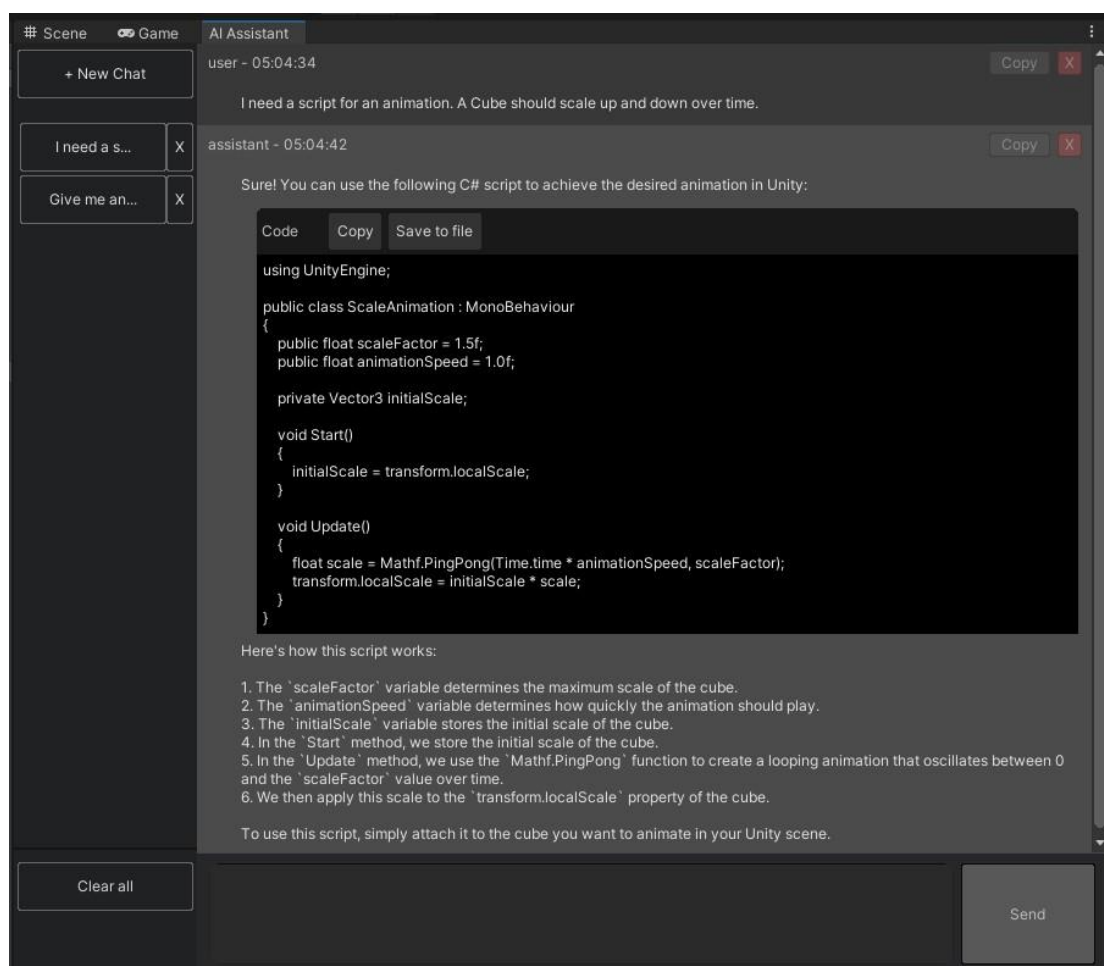 Scene Game AI Assistant
+ New Chat
I need a s... X
Give me an... X
user - 05:04:34 Copy X
I need a script for an animation. A Cube should scale up and down over time.
assistant - 05:04:42 Copy X
Sure! You can use the following C# script to achieve the desired animation in Unity:
Code Copy Save to file
using UnityEngine;
public class ScaleAnimation : MonoBehaviour
{
public float scaleFactor = 1.5f;
public float animationSpeed = 1.0f;
private Vector3 initialScale;
void Start()
{
initialScale = transform.localScale;
}
void Update()
{
float scale = Mathf.PingPong(Time.time * animationSpeed, scaleFactor);
transform.localScale = initialScale * scale;
}
}
Here's how this script works:
1. The `scaleFactor` variable determines the maximum scale of the cube.
2. The `animationSpeed` variable determines how quickly the animation should play.
3. The `initialScale` variable stores the initial scale of the cube.
4. In the `Start` method, we store the initial scale of the cube.
5. In the `Update` method, we use the `Mathf.PingPong` function to create a looping animation that oscillates between 0
and the `scaleFactor` value over time.
6. We then apply this scale to the `transform.localScale` property of the cube.
To use this script, simply attach it to the cube you want to animate in your Unity scene.
Clear all
Send